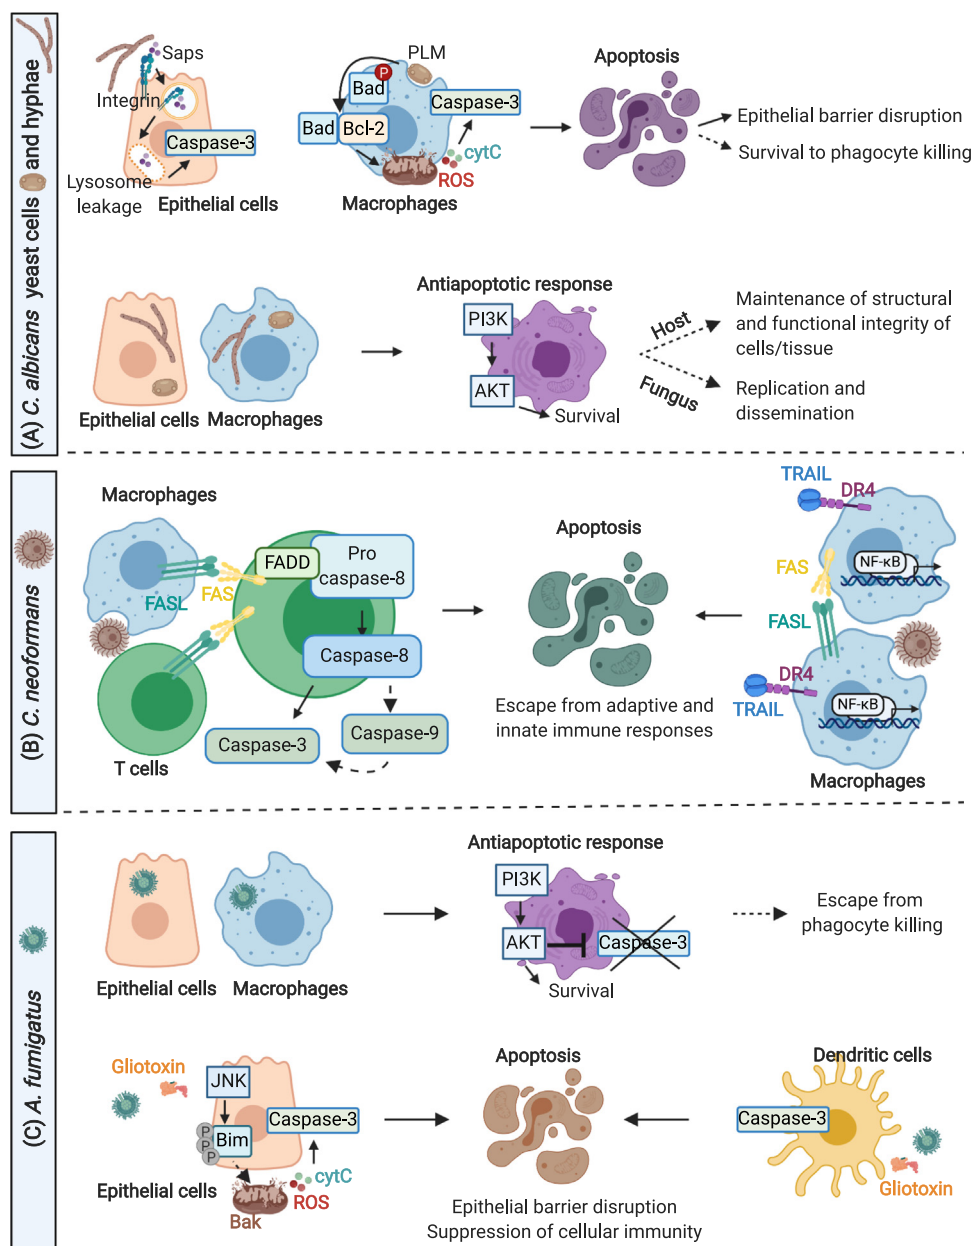 (A) C. albicans yeast cells and hyphae
Saps
Integrin
Caspase-3
Lysosome
leakage
Epithelial cells
PLM
P
Bad
Bad
Bcl-2
Caspase-3
cytC
ROS
Macrophages
Apoptosis
Epithelial barrier disruption
Survival to phagocyte killing
Epithelial cells
Macrophages
Antiapoptotic response
PI3K
AKT
Survival
Host
Fungus
Maintenance of structural
and functional integrity of
cells/tissue
Replication and
dissemination
(B) C. neoformans
Macrophages
FASL
FAS
FADD
Pro
caspase-8
Caspase-8
Caspase-3
Caspase-9
T cells
Apoptosis
Escape from adaptive and
innate immune responses
TRAIL
DR4
NF-κB
FAS
FASL
DR4
TRAIL
NF-κB
Macrophages
(C) A. fumigatus
Epithelial cells
Macrophages
Antiapoptotic response
PI3K
AKT
Caspase-3
Survival
Escape from
phagocyte killing
Gliotoxin
JNK
P
P
P
Bim
Caspase-3
cytC
ROS
Bak
Epithelial cells
Apoptosis
Epithelial barrier disruption
Suppression of cellular immunity
Dendritic cells
Caspase-3
Gliotoxin